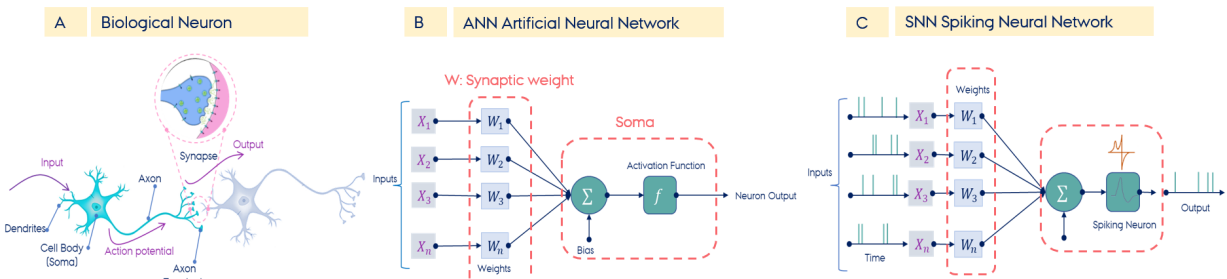 A Biological Neuron
Synapse
Input
Output
Axon
Dendrites
Cell Body
(Soma)
Action potential
Axon
B ANN Artificial Neural Network
W: Synaptic weight
Soma
Inputs
X1 W1
X2 W2
X3 W3
Xn Wn
Weights
Σ
Bias
Activation Function
f
Neuron Output
C SNN Spiking Neural Network
Weights
Inputs
X1 W1
X2 W2
X3 W3
Xn Wn
Time
Σ
Spiking Neuron
Output